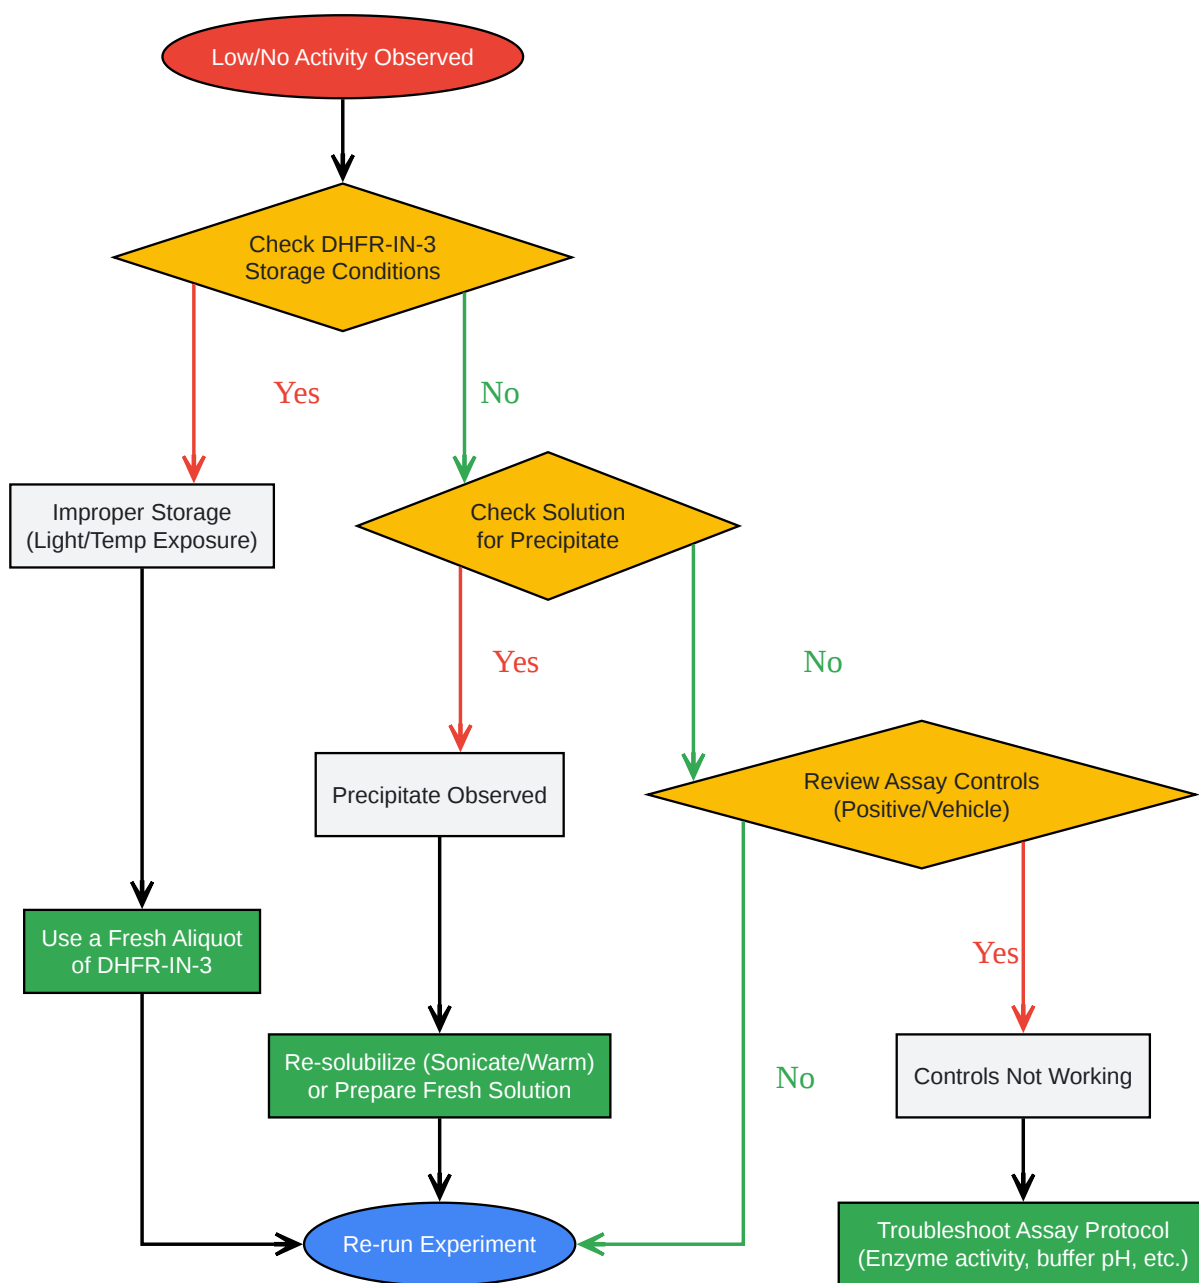 Low/No Activity Observed
Check DHFR-IN-3
Storage Conditions
Yes
No
Improper Storage
(Light/Temp Exposure)
Check Solution
for Precipitate
Yes
No
Precipitate Observed
Review Assay Controls
(Positive/Vehicle)
Use a Fresh Aliquot
of DHFR-IN-3
Yes
No
Re-solubilize (Sonicate/Warm)
or Prepare Fresh Solution
Controls Not Working
Re-run Experiment
Troubleshoot Assay Protocol
(Enzyme activity, buffer pH, etc.)